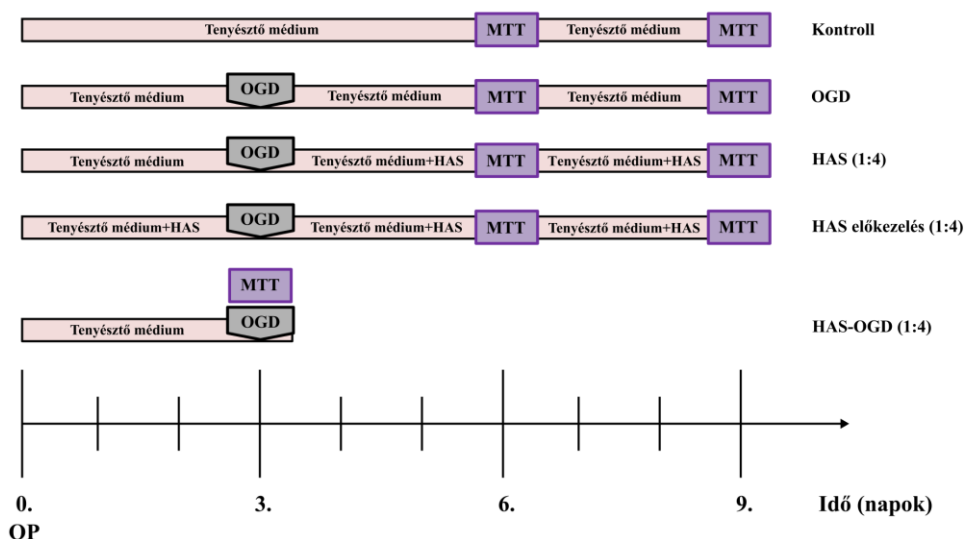 Tenyésztő médium MTT Tenyésztő médium MTT Kontroll
Tenyésztő médium OGD Tenyésztő médium MTT Tenyésztő médium MTT OGD
Tenyésztő médium OGD Tenyésztő médium+HAS MTT Tenyésztő médium+HAS MTT HAS (1:4)
Tenyésztő médium+HAS OGD Tenyésztő médium+HAS MTT Tenyésztő médium+HAS MTT HAS előkezelés (1:4)
MTT
Tenyésztő médium OGD HAS-OGD (1:4)
0. 3. 6. 9. Idő (napok)
OP